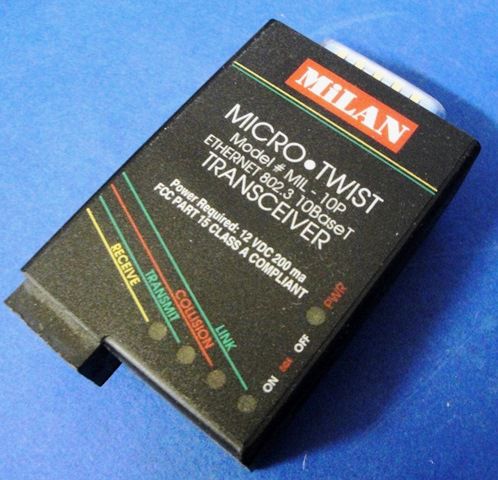 MiLAN
MICRO•TWIST
Model # MIL-10P
ETHERNET 802.3 10BaseT
TRANSCEIVER
Power Required: 12 VDC 200 ma
FCC PART 15 CLASS A COMPLIANT
RECEIVE
TRANSMIT
COLLISION
LINK
ON SQE OFF
PWR